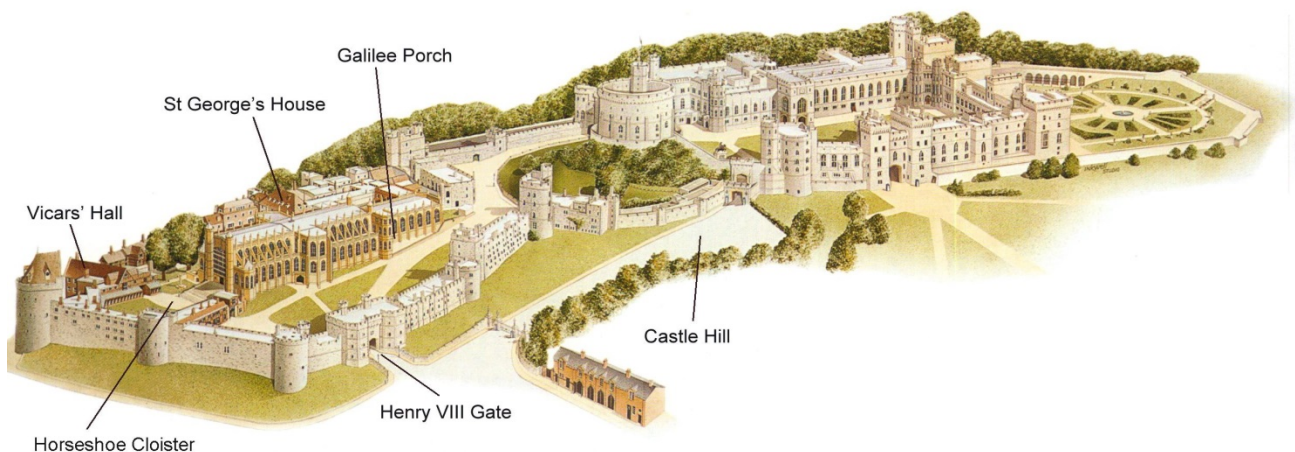 Galilee Porch
St George's House
Vicars' Hall
Castle Hill
Henry VIII Gate
Horseshoe Cloister